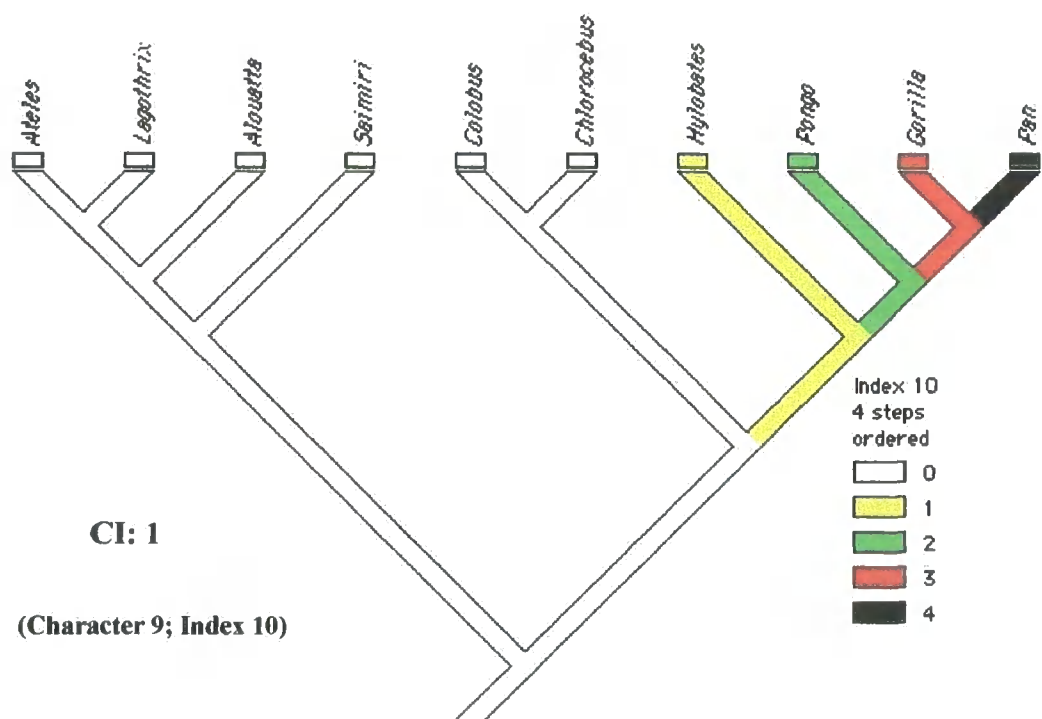 Ateles
Lagothrix
Alouatta
Saimiri
Colobus
Chlorocebus
Hylobates
Pongo
Gorilla
Pan
Index 10
4 steps
ordered
0
1
2
3
4
CI: 1
(Character 9; Index 10)